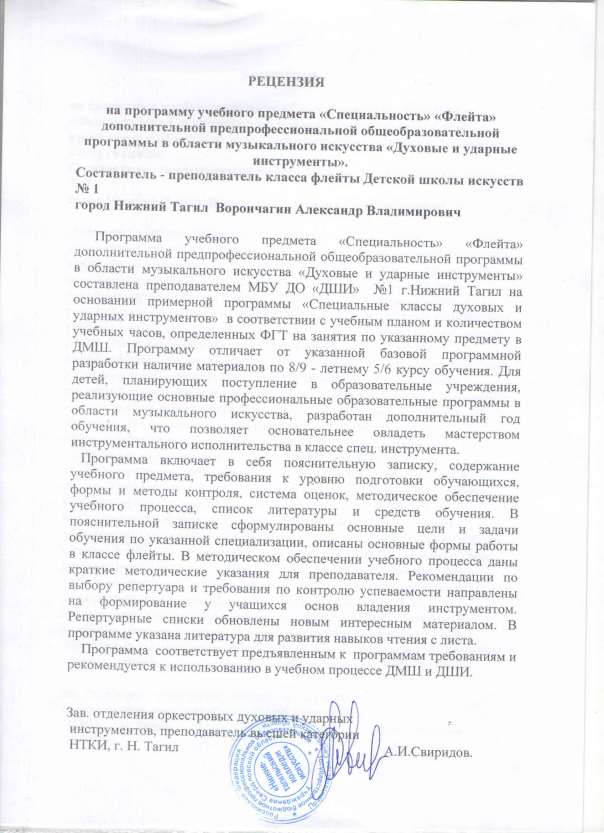 РЕЦЕНЗИЯ
на программу учебного предмета «Специальность» «Флейта»
дополнительной предпрофессиональной общеобразовательной
программы в области музыкального искусства «Духовые и ударные
инструменты».
Составитель - преподаватель класса флейты Детской школы искусств
№ 1
город Нижний Тагил Ворончагин Александр Владимирович
Программа учебного предмета «Специальность» «Флейта»
дополнительной предпрофессиональной общеобразовательной программы
в области музыкального искусства «Духовые и ударные инструменты»
составлена преподавателем МБУ ДО «ДШИ» №1 г.Нижний Тагил на
основании примерной программы «Специальные классы духовых и
ударных инструментов» в соответствии с учебным планом и количеством
учебных часов, определенных ФГТ на занятия по указанному предмету в
ДМШ. Программу отличает от указанной базовой программной
разработки наличие материалов по 8/9 - летнему 5/6 курсу обучения. Для
детей, планирующих поступление в образовательные учреждения,
реализующие основные профессиональные образовательные программы в
области музыкального искусства, разработан дополнительный год
обучения, что позволяет основательнее овладеть мастерством
инструментального исполнительства в классе спец. инструмента.
Программа включает в себя пояснительную записку, содержание
учебного предмета, требования к уровню подготовки обучающихся,
формы и методы контроля, система оценок, методическое обеспечение
учебного процесса, список литературы и средств обучения. В
пояснительной записке сформулированы основные цели и задачи
обучения по указанной специализации, описаны основные формы работы
в классе флейты. В методическом обеспечении учебного процесса даны
краткие методические указания для преподавателя. Рекомендации по
выбору репертуара и требования по контролю успеваемости направлены
на формирование у учащихся основ владения инструментом.
Репертуарные списки обновлены новым интересным материалом. В
программе указана литература для развития навыков чтения с листа.
Программа соответствует предъявленным к программам требованиям и
рекомендуется к использованию в учебном процессе ДМШ и ДШИ.
Зав. отделения оркестровых духовых и ударных
инструментов, преподаватель высшей категории
НТКИ, г. Н. Тагил А.И.Свиридов.